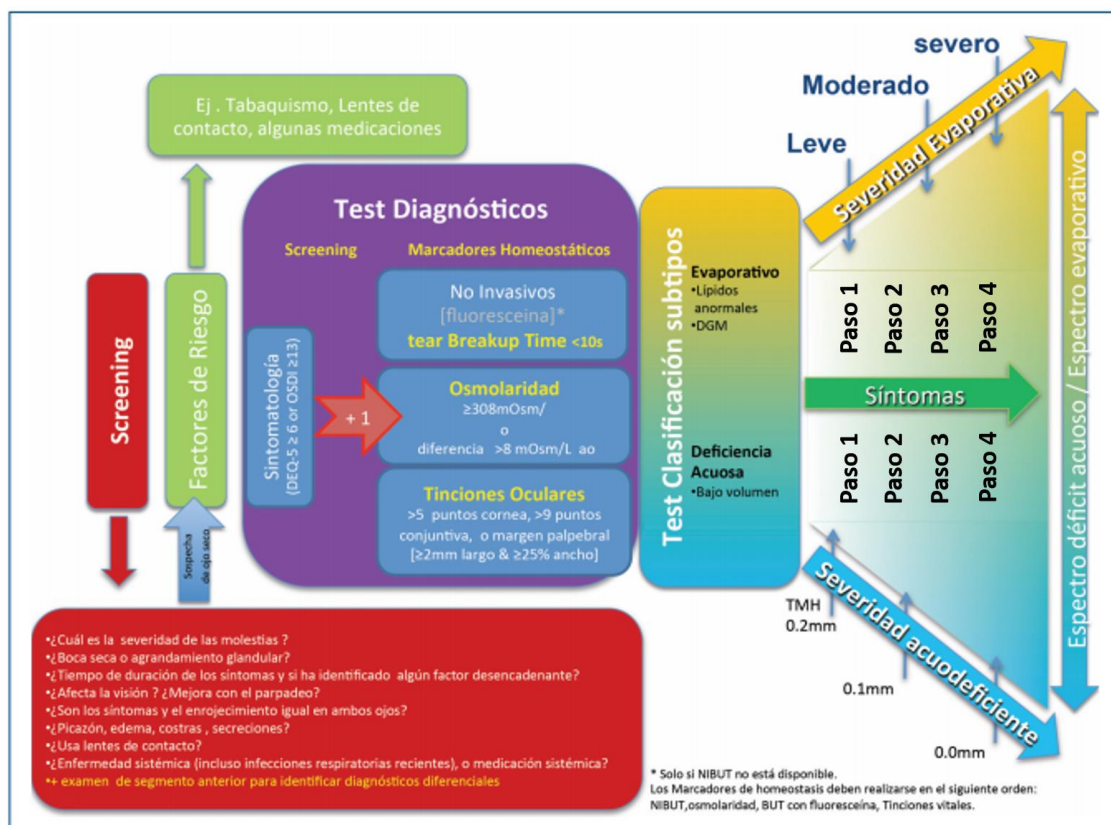 Ej . Tabaquismo, Lentes de
contacto, algunas medicaciones
Screening
Factores de Riesgo
Sospecha
de ojo seco
Test Diagnósticos
Screening
Marcadores Homeostáticos
Sintomatología
(DEQ-5 ≥ 6 or OSDI ≥13)
+ 1
No Invasivos
[fluoresceina]*
tear Breakup Time <10s
Osmolaridad
≥308mOsm/
o
diferencia >8 mOsm/L ao
Tinciones Oculares
>5 puntos cornea, >9 puntos
conjuntiva, o margen palpebral
[≥2mm largo & ≥25% ancho]
Test Clasificación subtipos
Evaporativo
•Lípidos
anormales
•DGM
Deficiencia
Acuosa
•Bajo volumen
Leve
Moderado
severo
Severidad Evaporativa
Paso 1
Paso 2
Paso 3
Paso 4
Síntomas
Paso 1
Paso 2
Paso 3
Paso 4
Severidad acuodeficiente
TMH
0.2mm
0.1mm
0.0mm
Espectro déficit acuoso / Espectro evaporativo
•¿Cuál es la severidad de las molestias ?
•¿Boca seca o agrandamiento glandular?
•¿Tiempo de duración de los síntomas y si ha identificado algún factor desencadenante?
•¿Afecta la visión ? ¿Mejora con el parpadeo?
•¿Son los síntomas y el enrojecimiento igual en ambos ojos?
•¿Picazón, edema, costras , secreciones?
•¿Usa lentes de contacto?
•¿Enfermedad sistémica (incluso infecciones respiratorias recientes), o medicación sistémica?
•+ examen de segmento anterior para identificar diagnósticos diferenciales
* Solo si NIBUT no está disponible.
Los Marcadores de homeostasis deben realizarse en el siguiente orden:
NIBUT,osmolaridad, BUT con fluoresceína, Tinciones vitales.